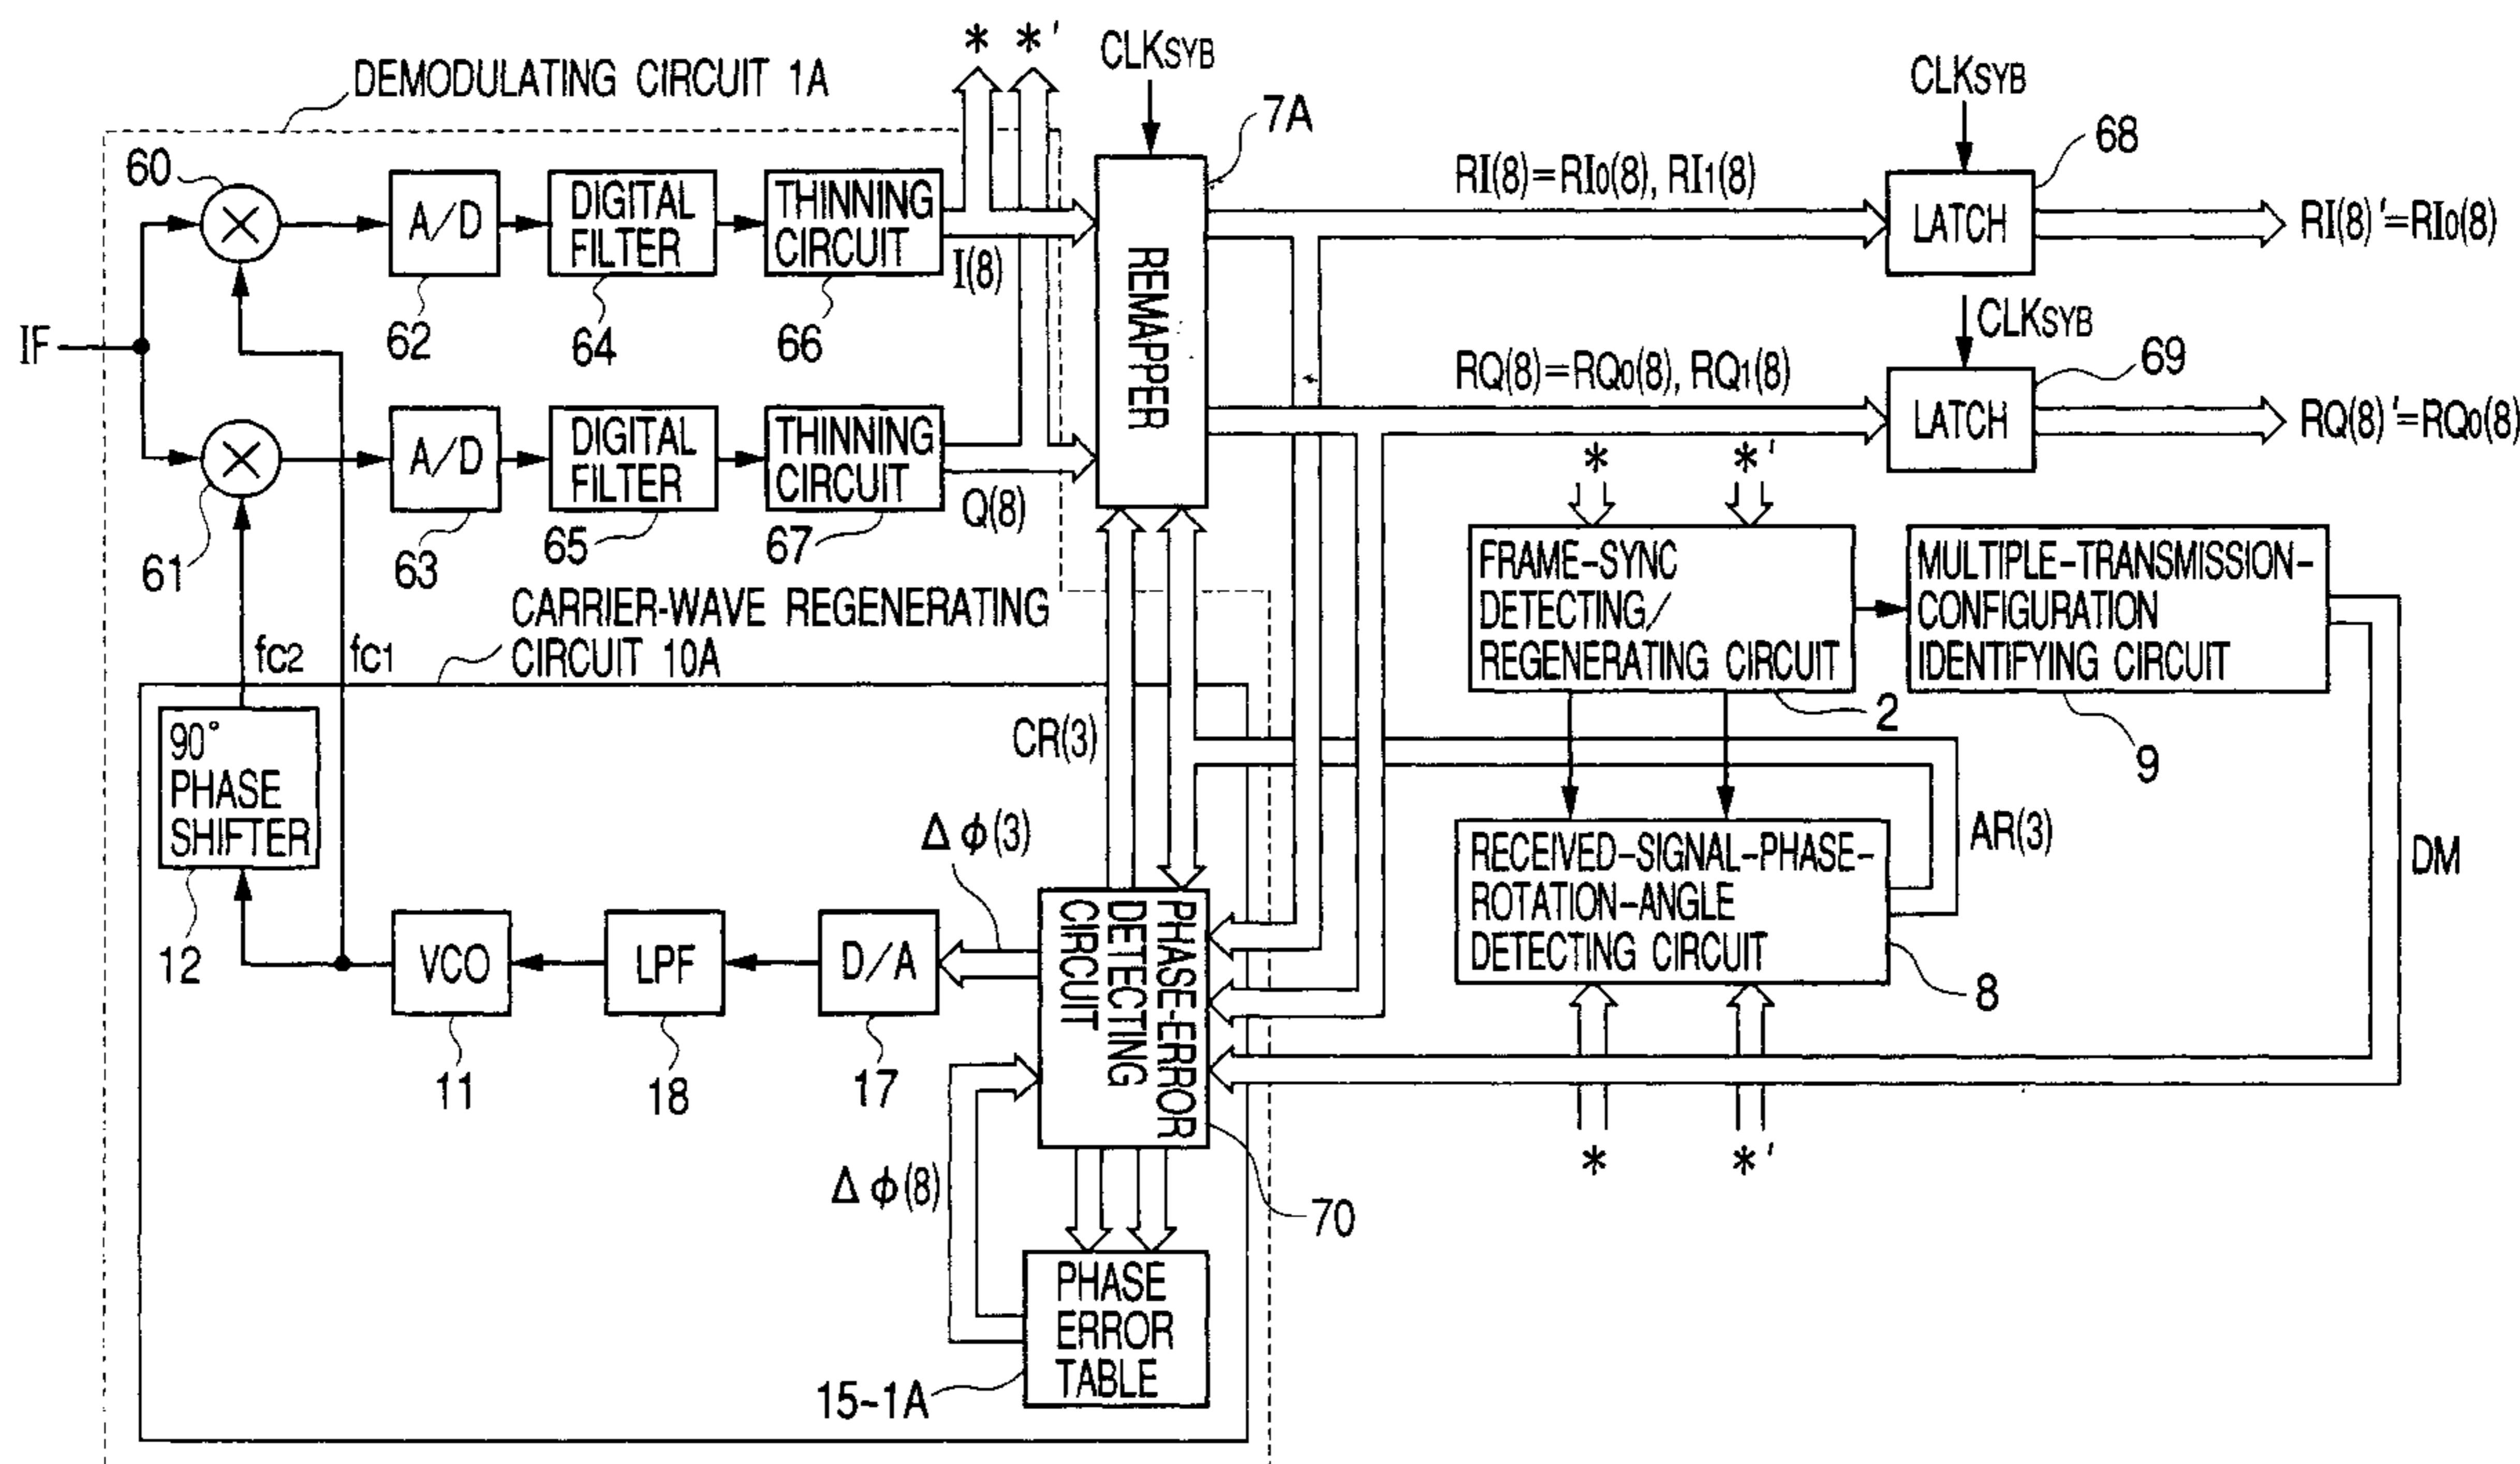 * *'
CLKSYB
DEMODULATING CIRCUIT 1A
7A
CLKSYB
68
60
A/D
DIGITAL
FILTER
THINNING
CIRCUIT
I(8)
REMAPPER
RI(8)=RI0(8), RI1(8)
LATCH
RI(8)'=RI0(8)
62
64
66
IF
CLKSYB
69
RQ(8)=RQ0(8), RQ1(8)
LATCH
RQ(8)'=RQ0(8)
61
A/D
DIGITAL
FILTER
THINNING
CIRCUIT
Q(8)
63
65
67
* *'
FRAME-SYNC
DETECTING/
REGENERATING CIRCUIT
2
MULTIPLE-TRANSMISSION-
CONFIGURATION
IDENTIFYING CIRCUIT
9
CARRIER-WAVE REGENERATING
CIRCUIT 10A
fc2
fc1
90°
PHASE
SHIFTER
12
CR(3)
AR(3)
DM
Δϕ(3)
RECEIVED-SIGNAL-PHASE-
ROTATION-ANGLE
DETECTING CIRCUIT
8
* *'
VCO
11
LPF
18
D/A
17
PHASE-ERROR
DETECTING
CIRCUIT
70
Δϕ(8)
PHASE
ERROR
TABLE
15-1A